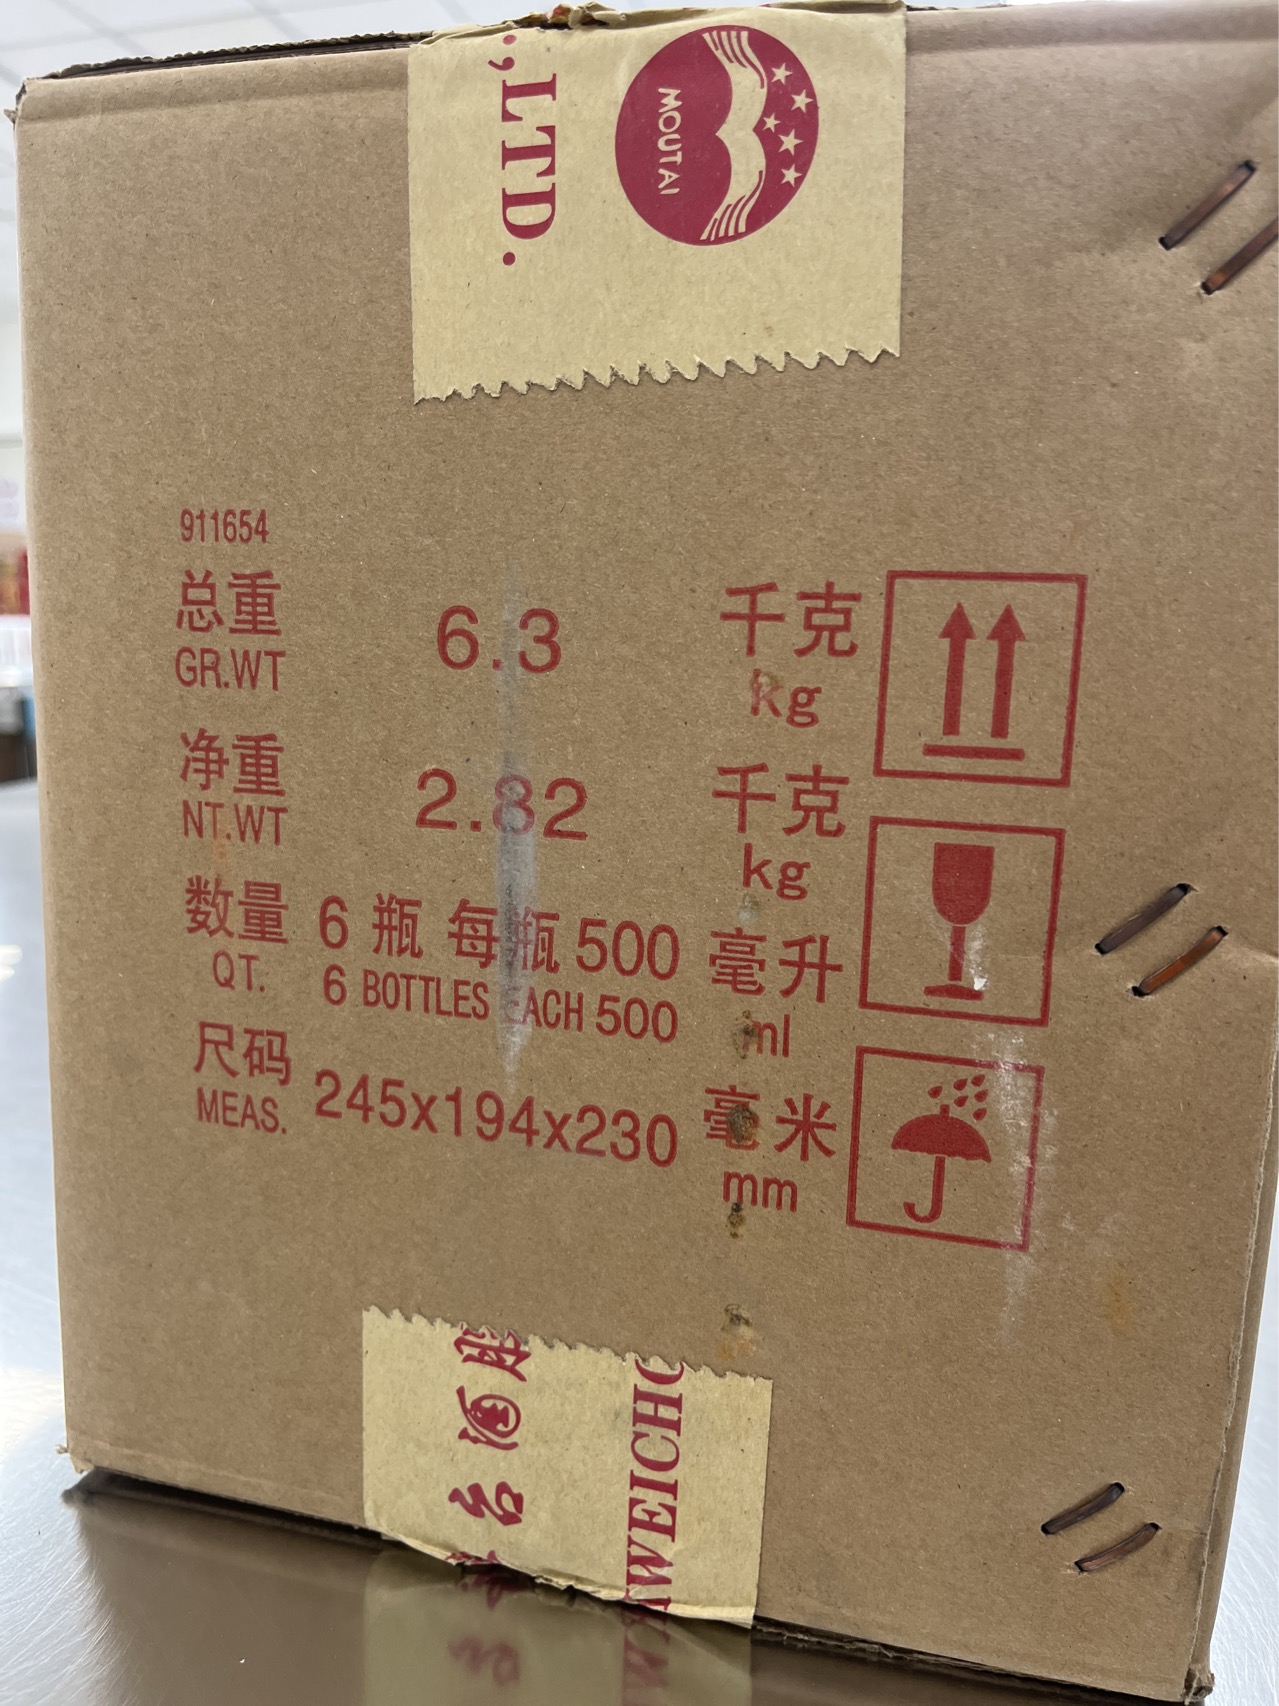 .,LTD.
MOUTAI
911654
总重 6.3 千克
GR.WT kg
净重 2.82 千克
NT.WT kg
数量 6 瓶 每瓶 500 毫升
QT. 6 BOTTLES EACH 500 ml
尺码 245x194x230 毫米
MEAS. mm
台酒
WEICH